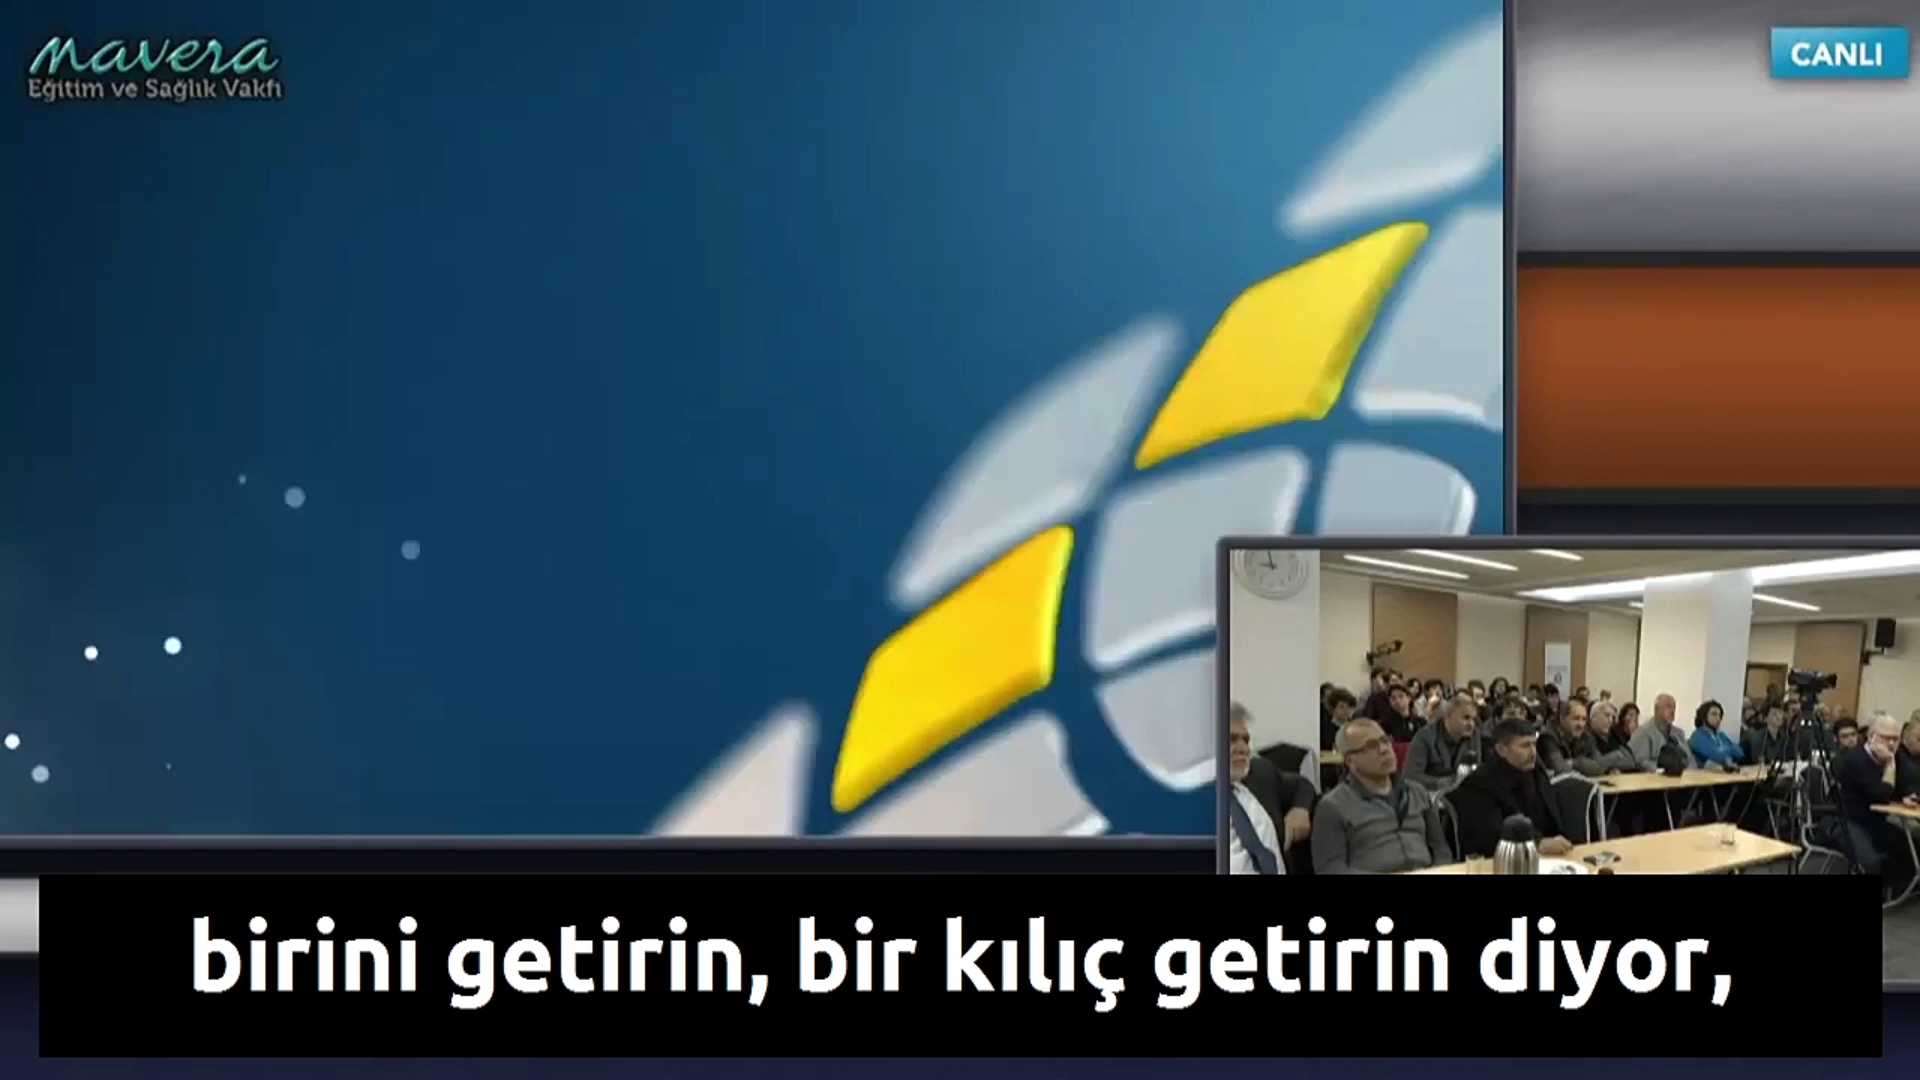 mavera
Eğitim ve Sağlık Vakfı
CANLI
birini getirin, bir kılıç getirin diyor,